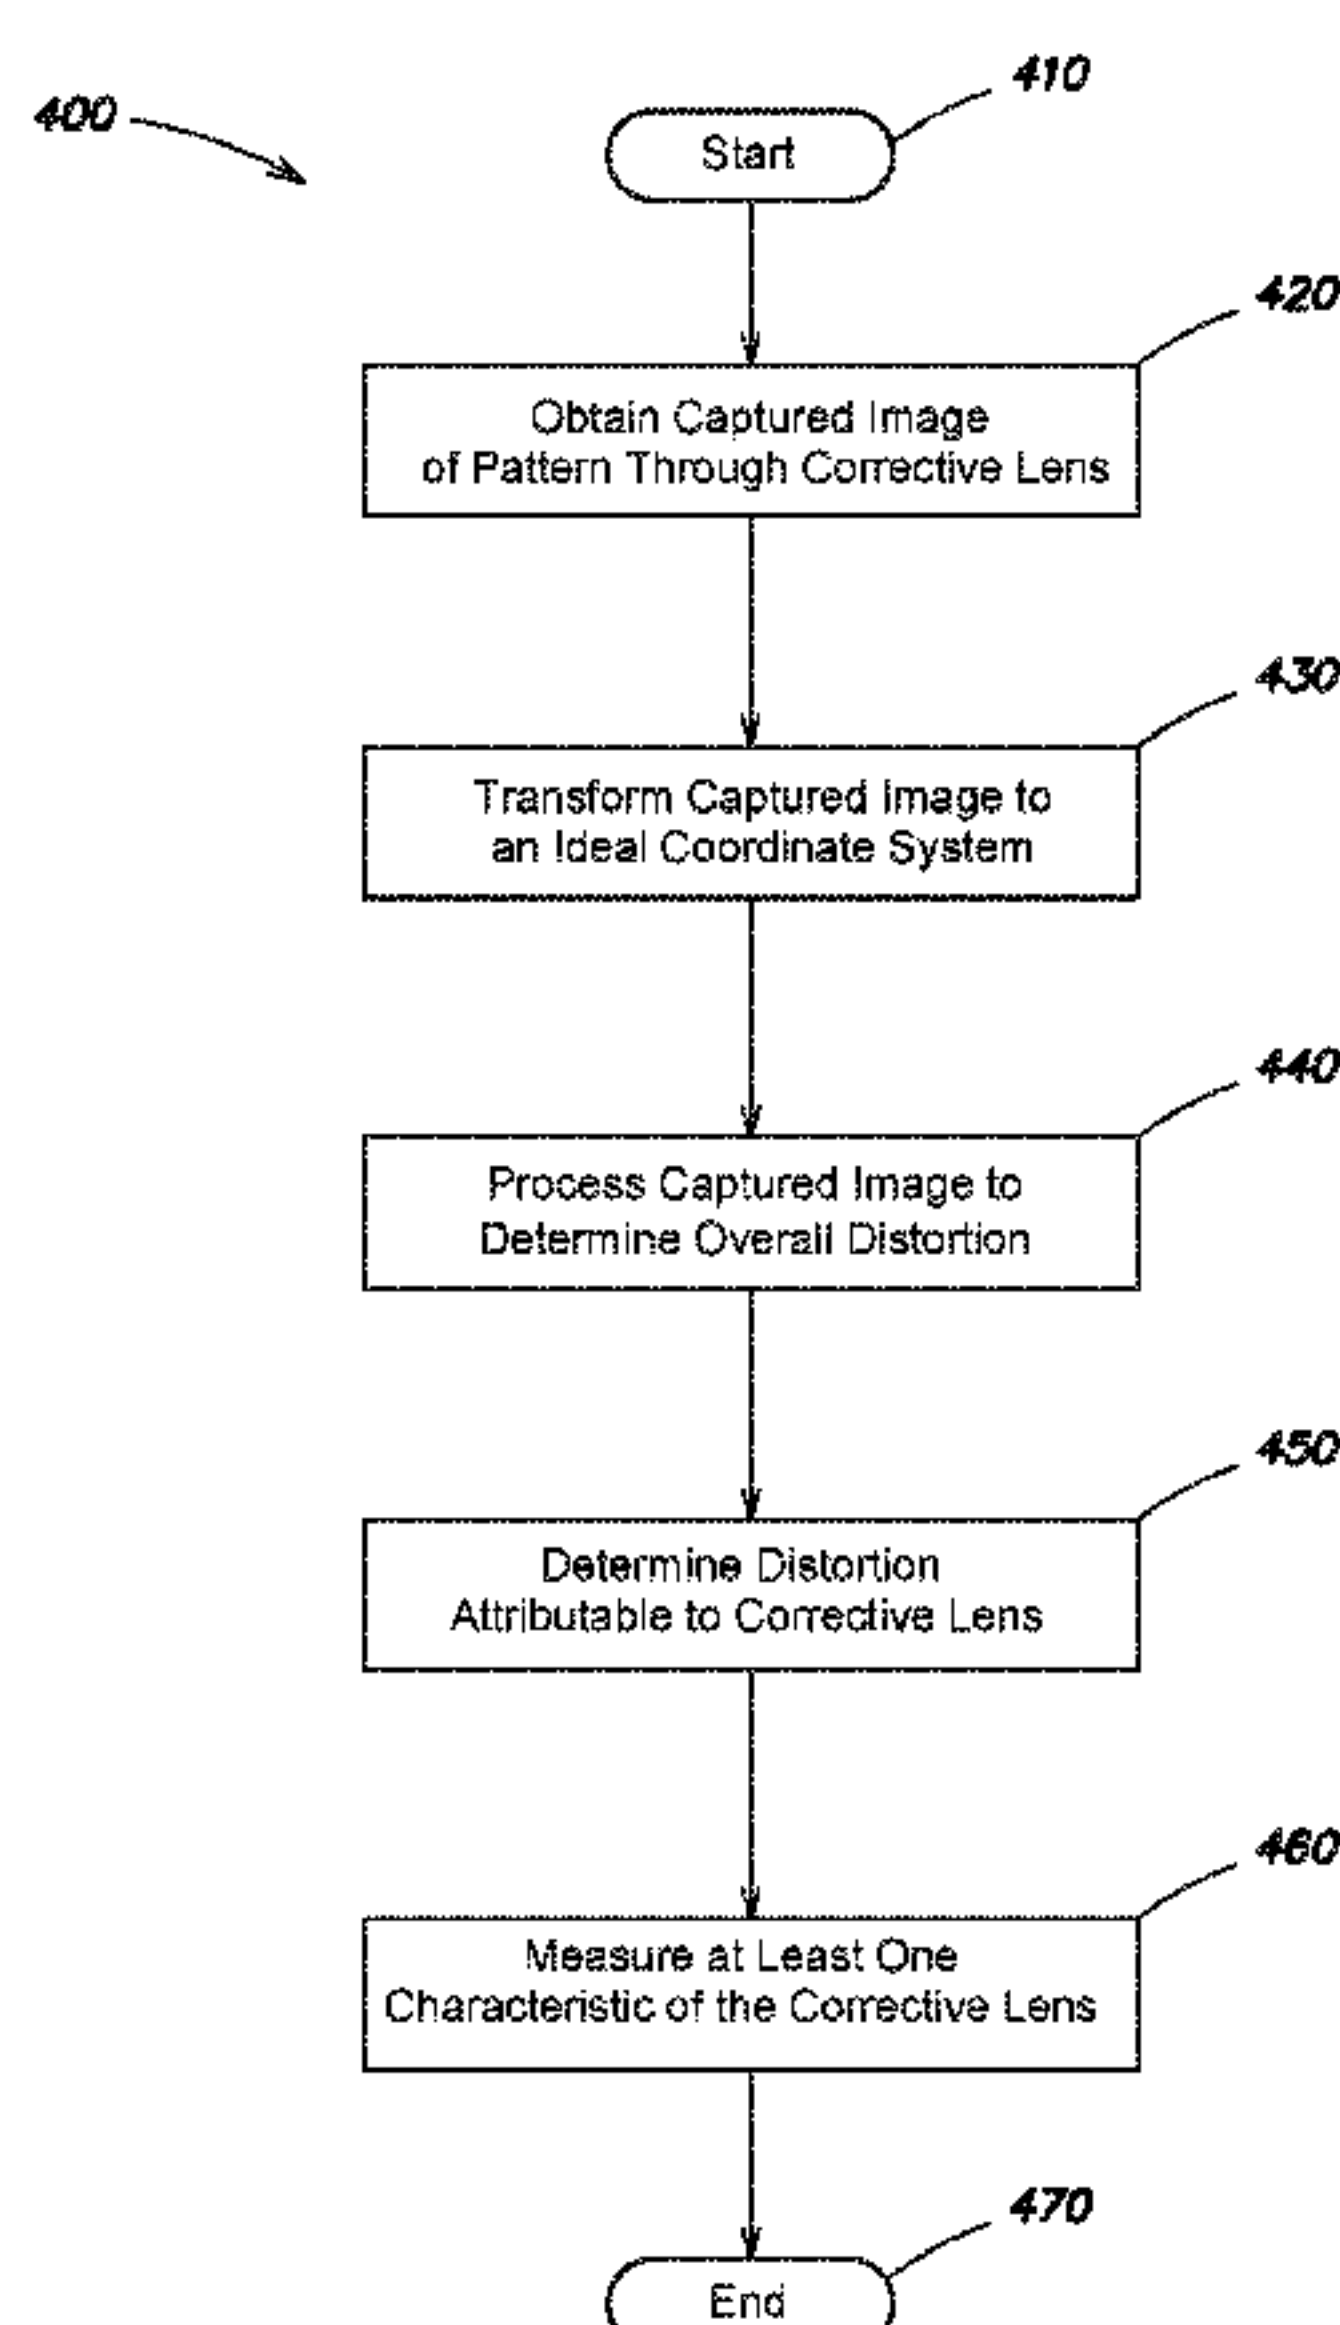 400
410
Start
420
Obtain Captured Image
of Pattern Through Corrective Lens
430
Transform Captured Image to
an Ideal Coordinate System
440
Process Captured Image to
Determine Overall Distortion
450
Determine Distortion
Attributable to Corrective Lens
460
Measure at Least One
Characteristic of the Corrective Lens
470
End